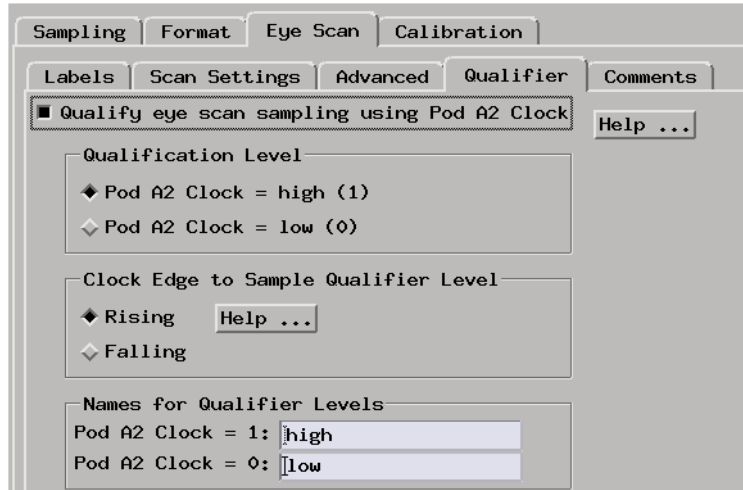 Sampling Format Eye Scan Calibration
Labels Scan Settings Advanced Qualifier Comments
Qualify eye scan sampling using Pod A2 Clock
Help ...
Qualification Level
Pod A2 Clock = high (1)
Pod A2 Clock = low (0)
Clock Edge to Sample Qualifier Level
Rising Help ...
Falling
Names for Qualifier Levels
Pod A2 Clock = 1: high
Pod A2 Clock = 0: low